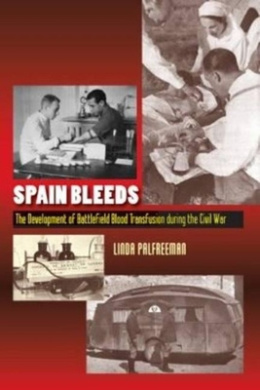 SPAIN BLEEDS
The Development of Battlefield Blood Transfusion during the Civil War
LINDA PALFREEMAN